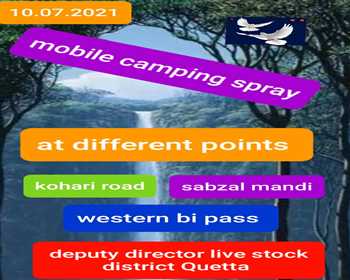 10.07.2021
mobile camping spray
at different points
kohari road
sabzal mandi
western bi pass
deputy director live stock
district Quetta